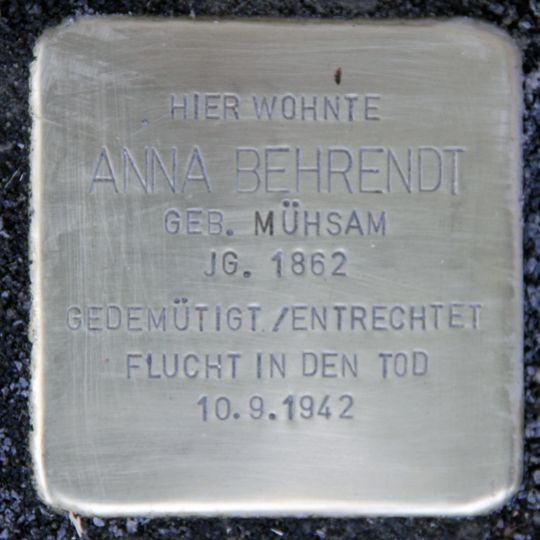 HIER WOHNTE
ANNA BEHRENDT
GEB. MÜHSAM
JG. 1862
GEDEMÜTIGT/ENTRECHTET
FLUCHT IN DEN TOD
10.9.1942